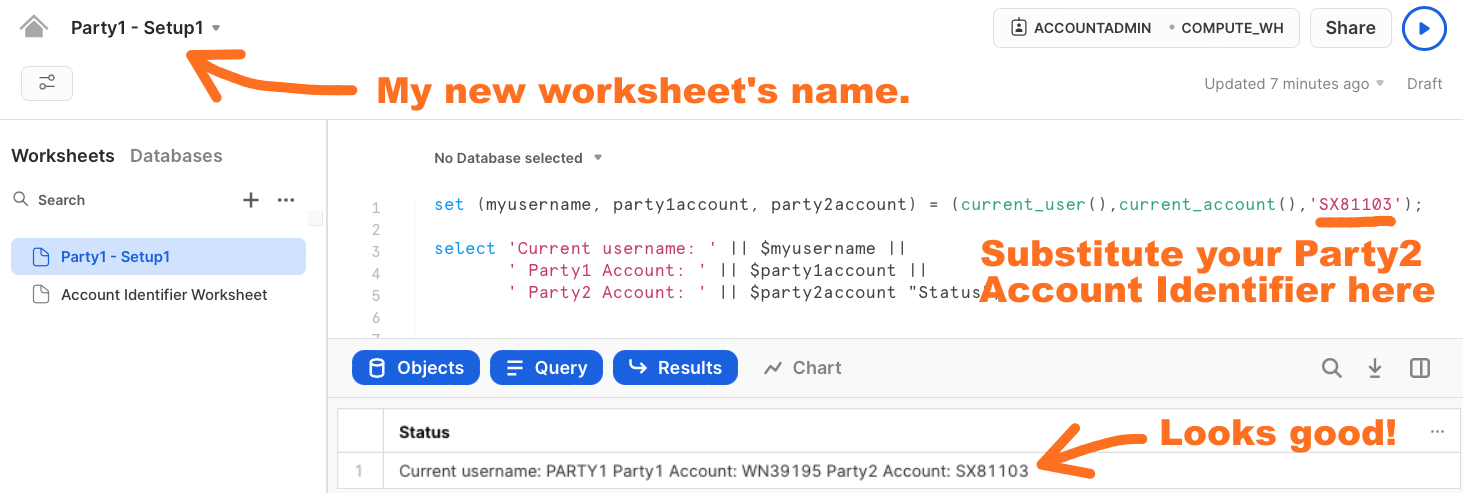 Party1 - Setup1
ACCOUNTADMIN • COMPUTE_WH
Share
My new worksheet's name.
Updated 7 minutes ago
Draft
Worksheets Databases
No Database selected
Search
Party1 - Setup1
Account Identifier Worksheet
1 set (myusername, party1account, party2account) = (current_user(),current_account(),'SX81103');
2
3 select 'Current username: ' || $myusername ||
4 ' Party1 Account: ' || $party1account ||
5 ' Party2 Account: ' || $party2account "Status";
6
7
Substitute your Party2
Account Identifier here
Objects Query Results Chart
Status
Looks good!
1 Current username: PARTY1 Party1 Account: WN39195 Party2 Account: SX81103